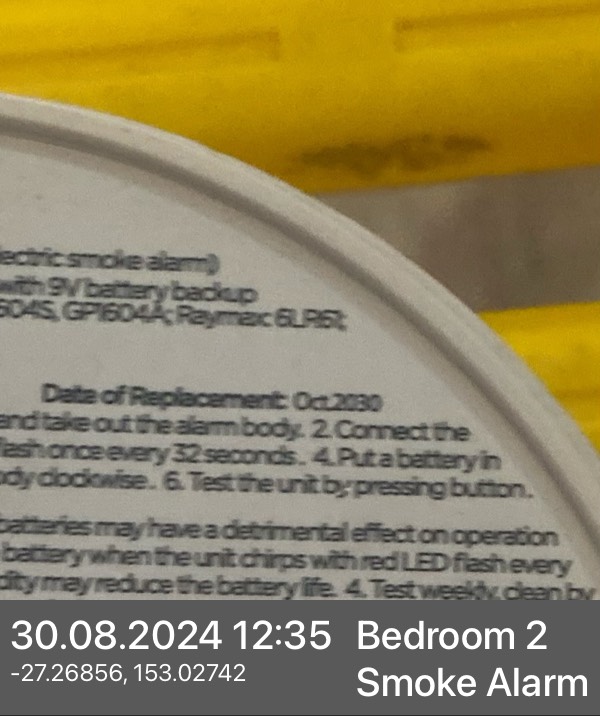 lectric smoke alarm)
with 9V battery backup
604S, GP1604A; Raymax 6LR61;
Date of Replacement: Oct.2030
and take out the alarm body. 2. Connect the
flash once every 32 seconds. 4. Put a battery in
ody clockwise. 6. Test the unit by pressing button.
batteries may have a detrimental effect on operation
battery when the unit chirps with red LED flash every
dity may reduce the battery life. 4. Test weekly, clean by
30.08.2024 12:35
-27.26856, 153.02742
Bedroom 2
Smoke Alarm